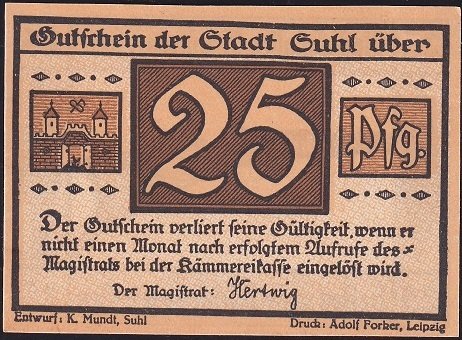 Gutschein der Stadt Suhl über
25
Pfg.
Der Gutschein verliert seine Gültigkeit, wenn er
nicht einen Monat nach erfolgtem Aufrufe des=
Magistrats bei der Kämmereikasse eingelöst wird.
Der Magistrat: Hertwig
Entwurf: K. Mundt, Suhl
Druck: Adolf Forker, Leipzig